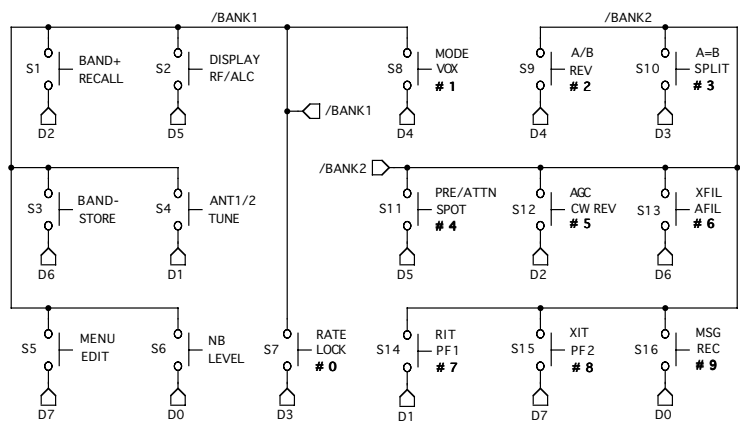 /BANK1
/BANK2
S1
BAND+
RECALL
D2
S2
DISPLAY
RF/ALC
D5
S8
MODE
VOX
# 1
D4
S9
A/B
REV
# 2
D4
S10
A=B
SPLIT
# 3
D3
/BANK1
/BANK2
S3
BAND-
STORE
D6
S4
ANT1/2
TUNE
D1
S11
PRE/ATTN
SPOT
# 4
D5
S12
AGC
CW REV
# 5
D2
S13
XFIL
AFIL
# 6
D6
S5
MENU
EDIT
D7
S6
NB
LEVEL
D0
S7
RATE
LOCK
# 0
D3
S14
RIT
PF1
# 7
D1
S15
XIT
PF2
# 8
D7
S16
MSG
REC
# 9
D0